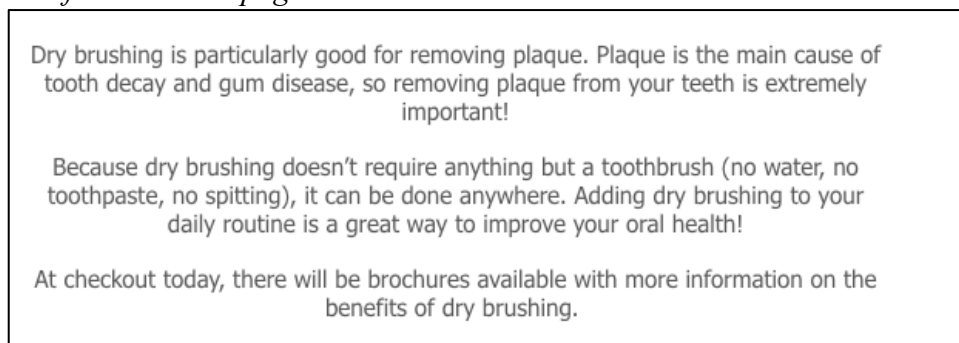 Dry brushing is particularly good for removing plaque. Plaque is the main cause of
tooth decay and gum disease, so removing plaque from your teeth is extremely
important!
Because dry brushing doesn’t require anything but a toothbrush (no water, no
toothpaste, no spitting), it can be done anywhere. Adding dry brushing to your
daily routine is a great way to improve your oral health!
At checkout today, there will be brochures available with more information on the
benefits of dry brushing.